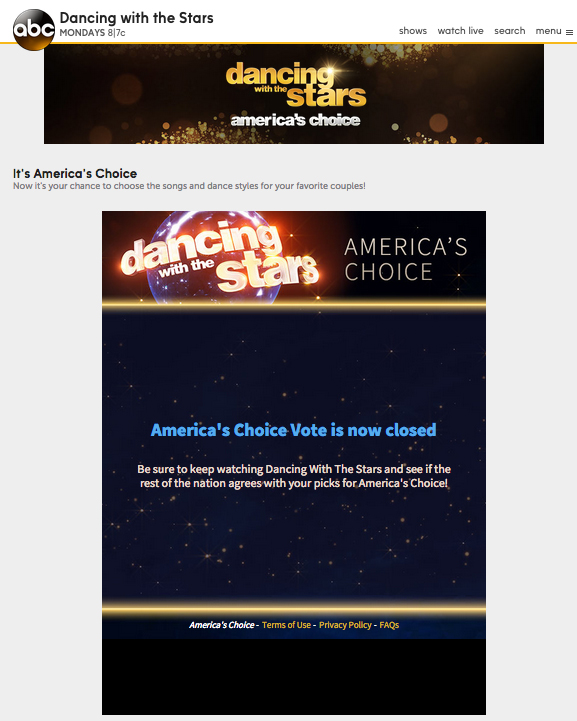 abc
Dancing with the Stars
MONDAYS 8|7c
shows watch live search menu
dancing
with the
stars
america's choice
It's America's Choice
Now it's your chance to choose the songs and dance styles for your favorite couples!
dancing
with the
stars
AMERICA'S
CHOICE
America's Choice Vote is now closed
Be sure to keep watching Dancing With The Stars and see if the
rest of the nation agrees with your picks for America's Choice!
America's Choice - Terms of Use - Privacy Policy - FAQs